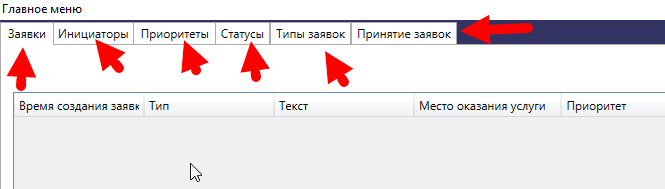 Главное меню
Заявки Инициаторы Приоритеты Статусы Типы заявок Принятие заявок
Время создания заявк Тип Текст Место оказания услуги Приоритет